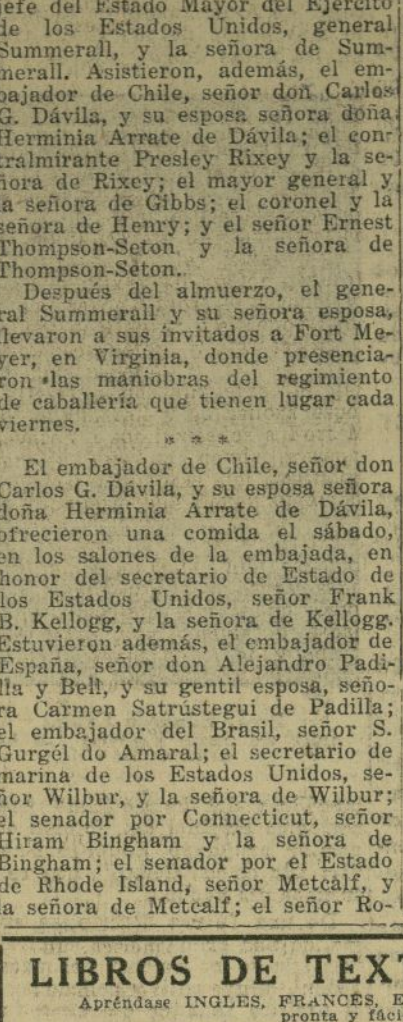 jefe del Estado Mayor del Ejército
de los Estados Unidos, general
Summerall, y la señora de Sum-
merall. Asistieron, además, el em-
bajador de Chile, señor don Carlos
G. Dávila, y su esposa señora doña
Herminia Arrate de Dávila; el con-
tralmirante Presley Rixey y la se-
ñora de Rixey; el mayor general y
la señora de Gibbs; el coronel y la
señora de Henry; y el señor Ernest
Thompson-Seton y la señora de
Thompson-Seton.
Después del almuerzo, el gene-
ral Summerall y su señora esposa,
llevaron a sus invitados a Fort Me-
yer, en Virginia, donde presencia-
ron las maniobras del regimiento
de caballería que tienen lugar cada
viernes.
* * *
El embajador de Chile, señor don
Carlos G. Dávila, y su esposa señora
doña Herminia Arrate de Dávila,
ofrecieron una comida el sábado,
en los salones de la embajada, en
honor del secretario de Estado de
los Estados Unidos, señor Frank
B. Kellogg, y la señora de Kellogg.
Estuvieron además, el embajador de
España, señor don Alejandro Padi-
lla y Bell, y su gentil esposa, seño-
ra Carmen Satrústegui de Padilla;
el embajador del Brasil, señor S.
Gurgél do Amaral; el secretario de
marina de los Estados Unidos, se-
ñor Wilbur, y la señora de Wilbur;
el senador por Connecticut, señor
Hiram Bingham y la señora de
Bingham; el senador por el Estado
de Rhode Island, señor Metcalf, y
la señora de Metcalf; el señor Ro-
LIBROS DE TEXT
Apréndase INGLES, FRANCES, E
pronta y fáci